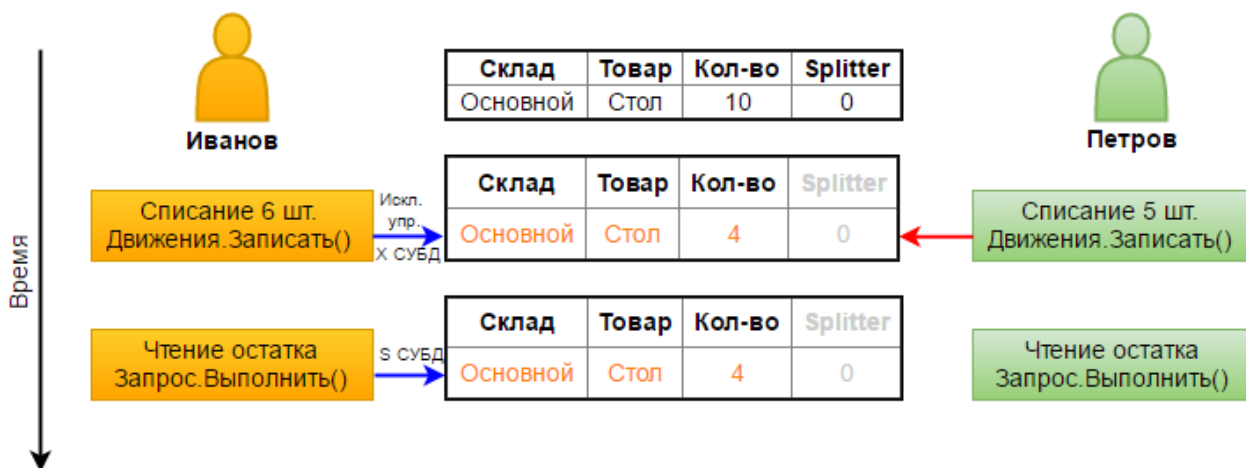 Склад Товар Кол-во Splitter
Основной Стол 10 0
Иванов
Петров
Списание 6 шт.
Движения.Записать()
Искл.
упр.
X СУБД
Склад Товар Кол-во Splitter
Основной Стол 4 0
Списание 5 шт.
Движения.Записать()
Время
Чтение остатка
Запрос.Выполнить()
S СУБД
Склад Товар Кол-во Splitter
Основной Стол 4 0
Чтение остатка
Запрос.Выполнить()